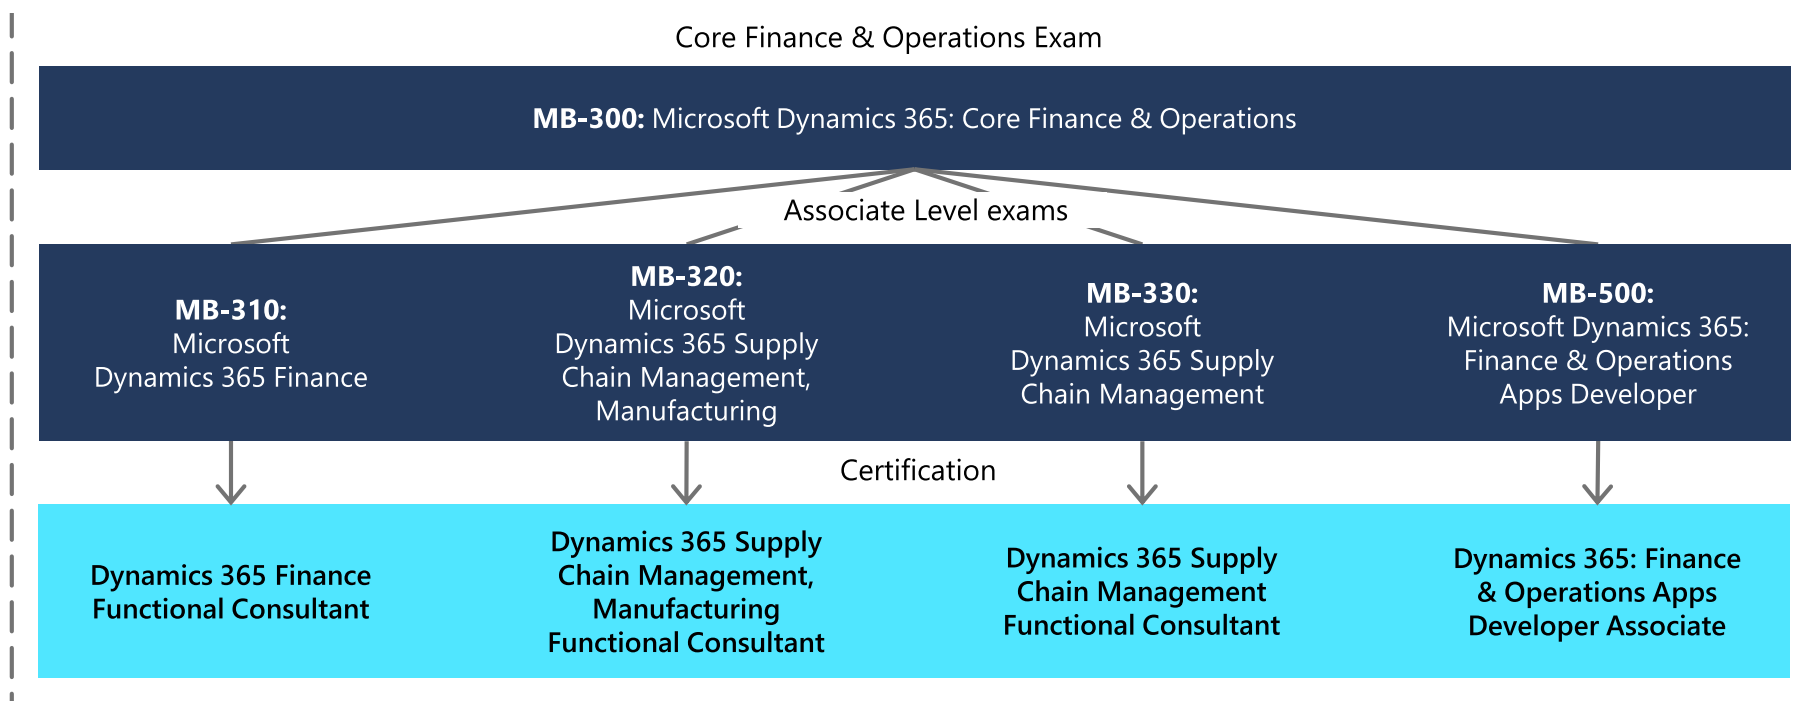 Core Finance & Operations Exam
MB-300: Microsoft Dynamics 365: Core Finance & Operations
Associate Level exams
MB-310:
Microsoft
Dynamics 365 Finance
MB-320:
Microsoft
Dynamics 365 Supply
Chain Management,
Manufacturing
MB-330:
Microsoft
Dynamics 365 Supply
Chain Management
MB-500:
Microsoft Dynamics 365:
Finance & Operations
Apps Developer
Certification
Dynamics 365 Finance
Functional Consultant
Dynamics 365 Supply
Chain Management,
Manufacturing
Functional Consultant
Dynamics 365 Supply
Chain Management
Functional Consultant
Dynamics 365: Finance
& Operations Apps
Developer Associate